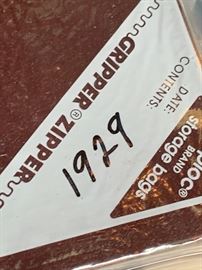 GRIPPER® ZIPPER
1929
CONTENTS:
DATE:
ploc®
BRAND
storage bags